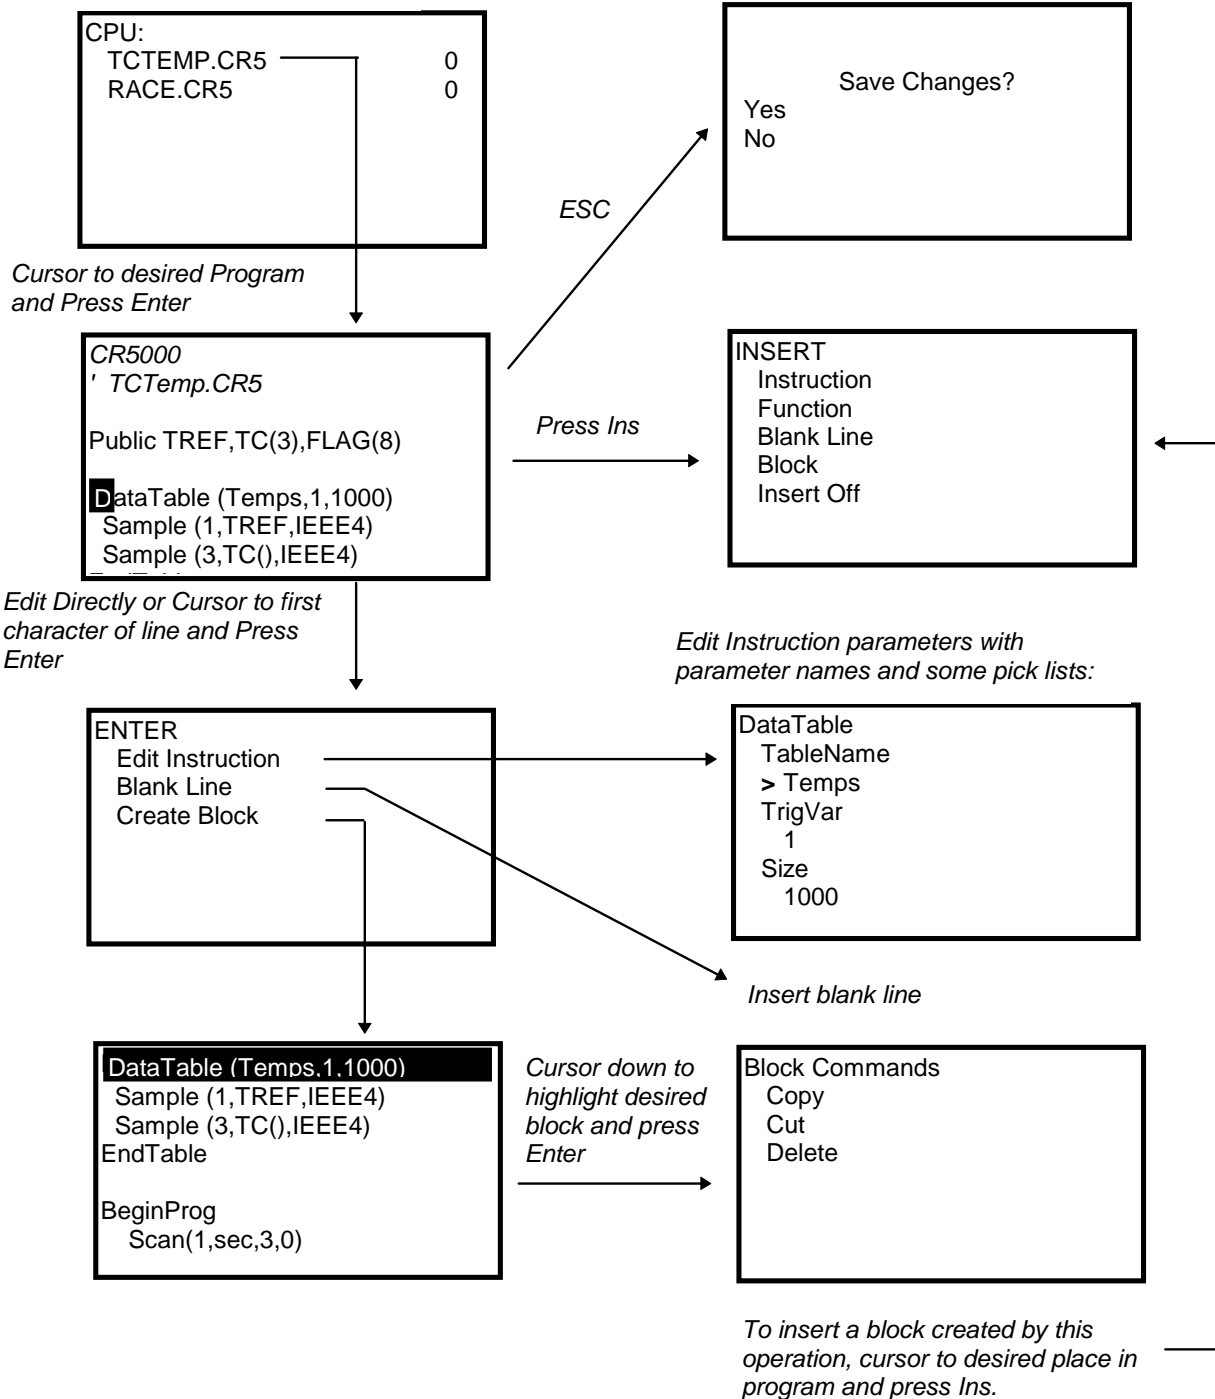 CPU:
TCTEMP.CR5 0
RACE.CR5 0
Save Changes?
Yes
No
ESC
Cursor to desired Program
and Press Enter
CR5000
' TCTemp.CR5
Public TREF,TC(3),FLAG(8)
DataTable (Temps,1,1000)
Sample (1,TREF,IEEE4)
Sample (3,TC(),IEEE4)
Press Ins
INSERT
Instruction
Function
Blank Line
Block
Insert Off
Edit Directly or Cursor to first
character of line and Press
Enter
Edit Instruction parameters with
parameter names and some pick lists:
ENTER
Edit Instruction
Blank Line
Create Block
DataTable
TableName
> Temps
TrigVar
1
Size
1000
Insert blank line
DataTable (Temps,1,1000)
Sample (1,TREF,IEEE4)
Sample (3,TC(),IEEE4)
EndTable
BeginProg
Scan(1,sec,3,0)
Cursor down to
highlight desired
block and press
Enter
Block Commands
Copy
Cut
Delete
To insert a block created by this
operation, cursor to desired place in
program and press Ins.